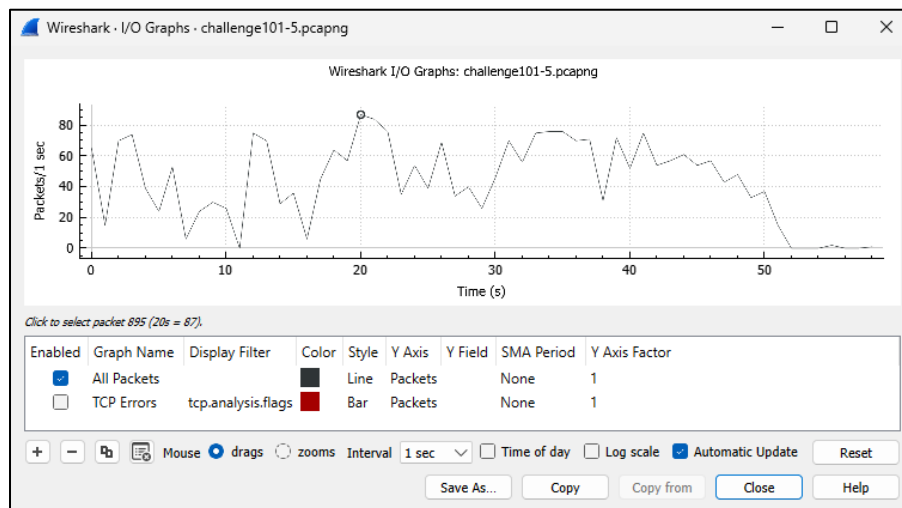 Wireshark · I/O Graphs · challenge101-5.pcapng
Wireshark I/O Graphs: challenge101-5.pcapng
Packets/1 sec
80
60
40
20
0
0 10 20 30 40 50
Time (s)
Click to select packet 895 (20s = 87).
Enabled Graph Name Display Filter Color Style Y Axis Y Field SMA Period Y Axis Factor
All Packets Line Packets None 1
TCP Errors tcp.analysis.flags Bar Packets None 1
+ − Mouse drags zooms Interval 1 sec Time of day Log scale Automatic Update Reset
Save As... Copy Copy from Close Help